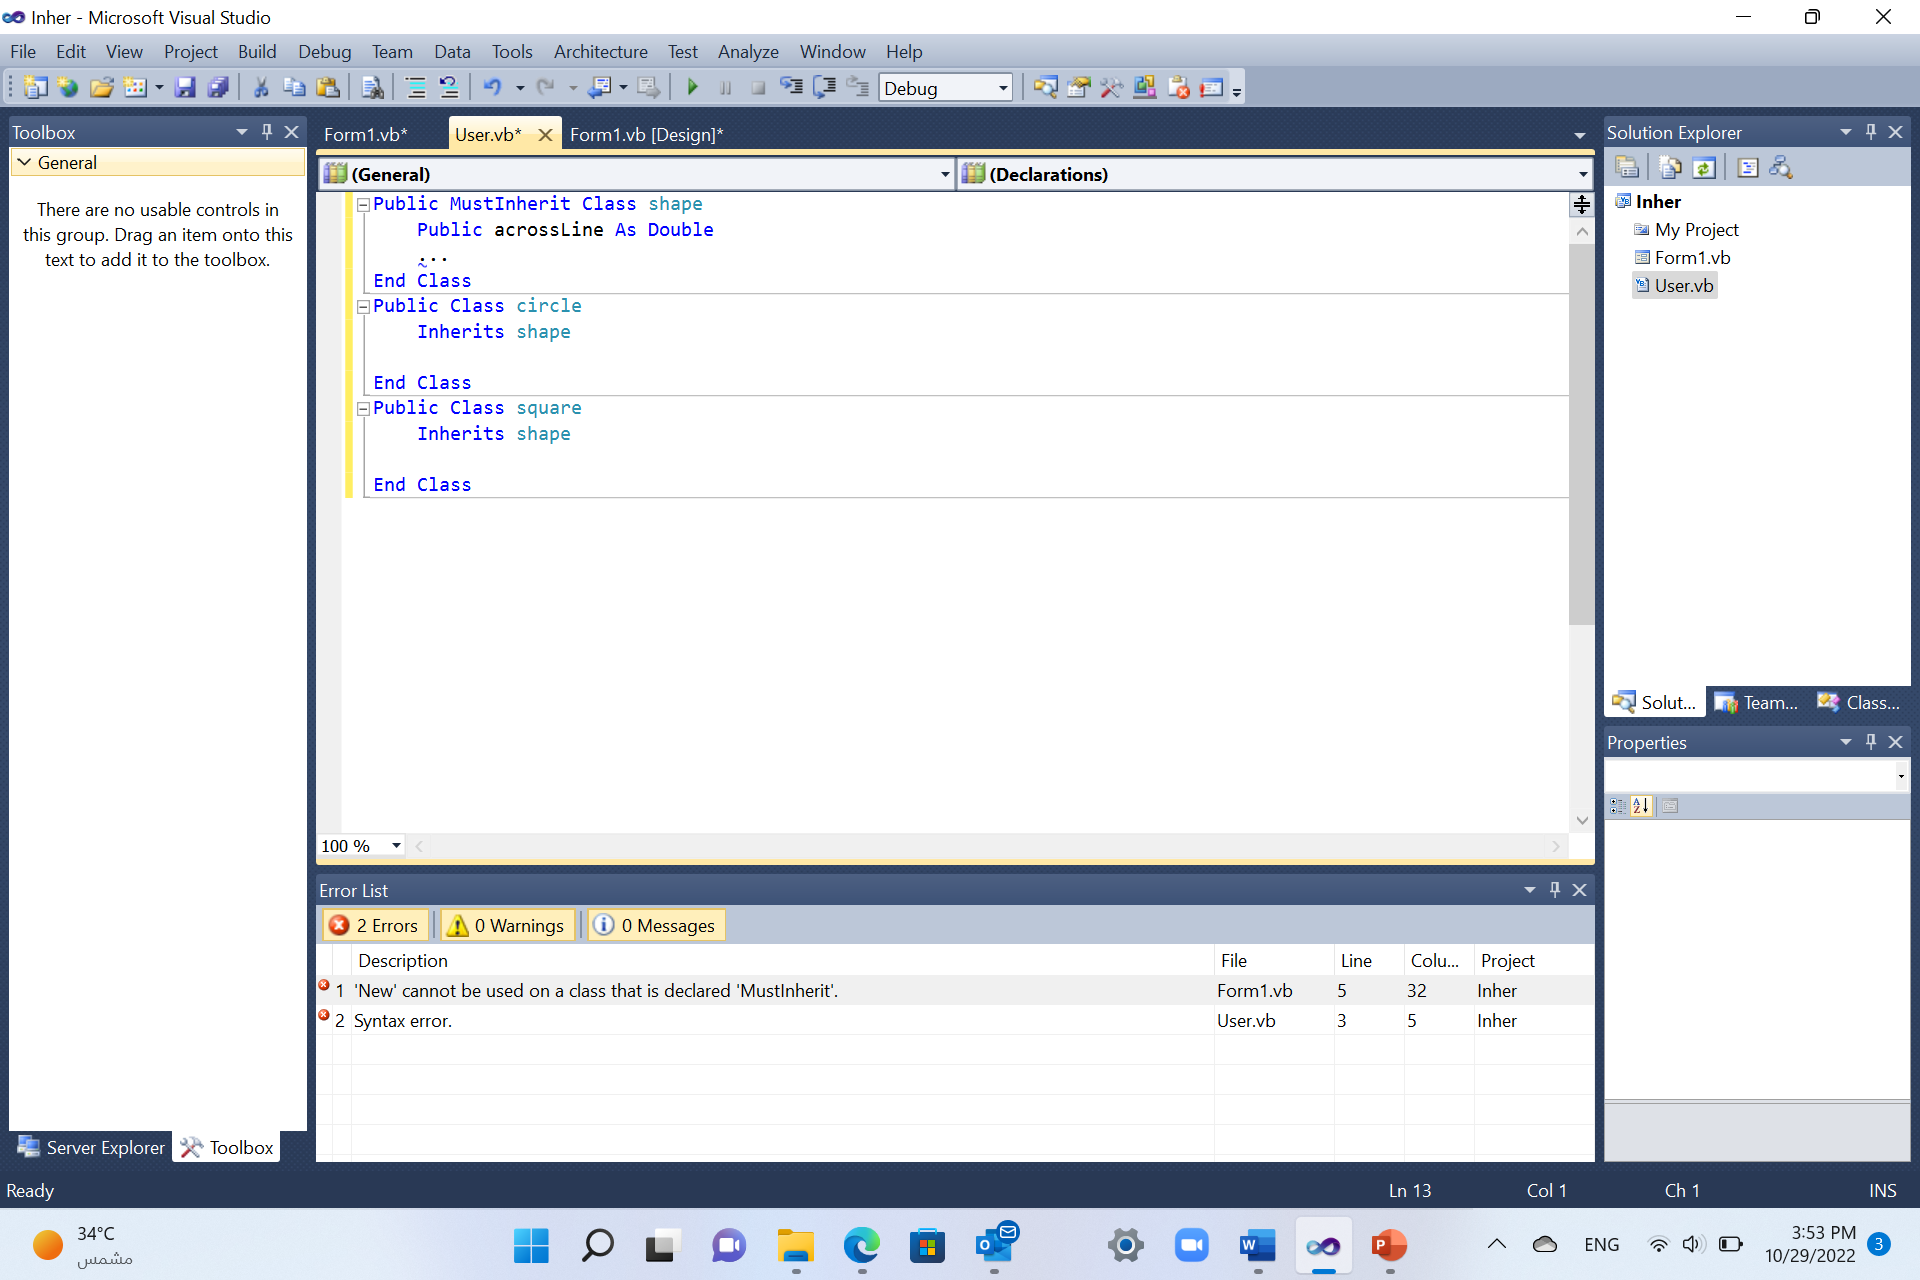 Inher - Microsoft Visual Studio
File Edit View Project Build Debug Team Data Tools Architecture Test Analyze Window Help
Debug
Toolbox
General
There are no usable controls in
this group. Drag an item onto this
text to add it to the toolbox.
Server Explorer Toolbox
Form1.vb* User.vb* Form1.vb [Design]*
(General) (Declarations)
Public MustInherit Class shape
Public acrossLine As Double
...
End Class
Public Class circle
Inherits shape
End Class
Public Class square
Inherits shape
End Class
100 %
Error List
2 Errors 0 Warnings 0 Messages
Description File Line Colu... Project
1 'New' cannot be used on a class that is declared 'MustInherit'. Form1.vb 5 32 Inher
2 Syntax error. User.vb 3 5 Inher
Solution Explorer
Inher
My Project
Form1.vb
User.vb
Solut... Team... Class...
Properties
Ready Ln 13 Col 1 Ch 1 INS
34°C
مشمس
ENG
3:53 PM
10/29/2022
3